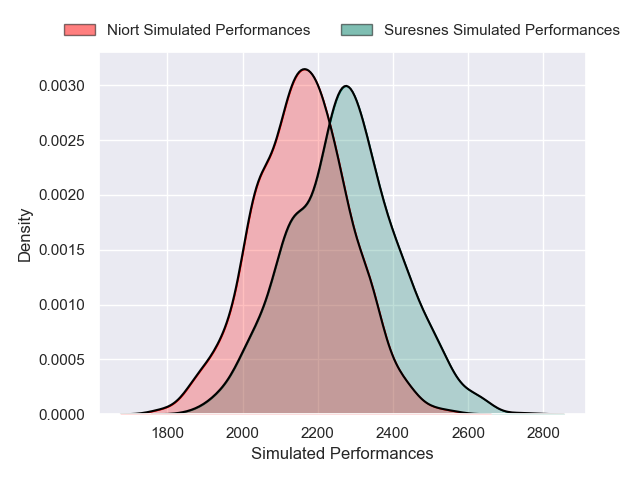 Niort Simulated Performances Suresnes Simulated Performances
0.0030
0.0025
0.0020
0.0015
0.0010
0.0005
0.0000
Density
1800 2000 2200 2400 2600 2800
Simulated Performances